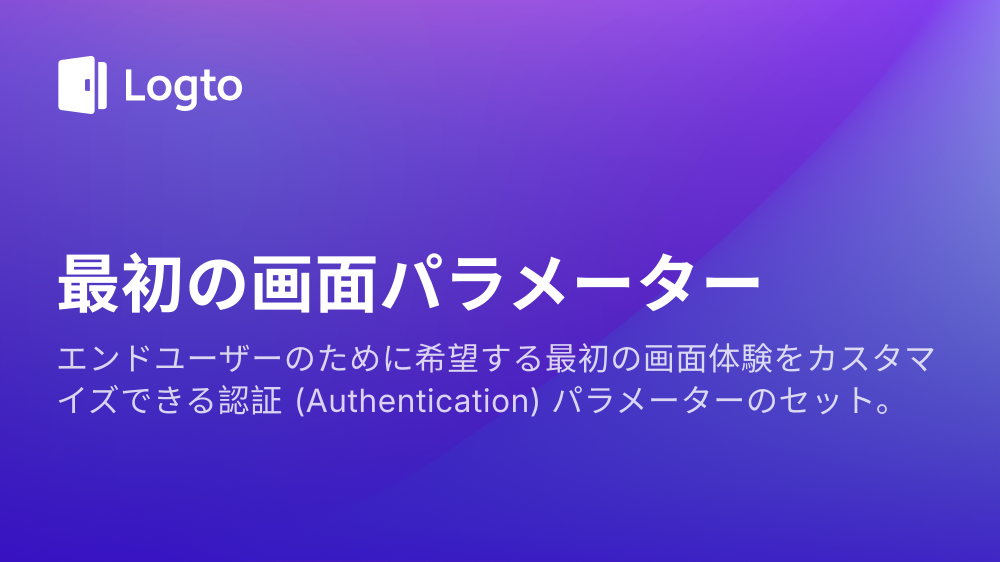 Logto
最初の画面パラメーター
エンドユーザーのために希望する最初の画面体験をカスタマ
イズできる認証 (Authentication) パラメーターのセット。